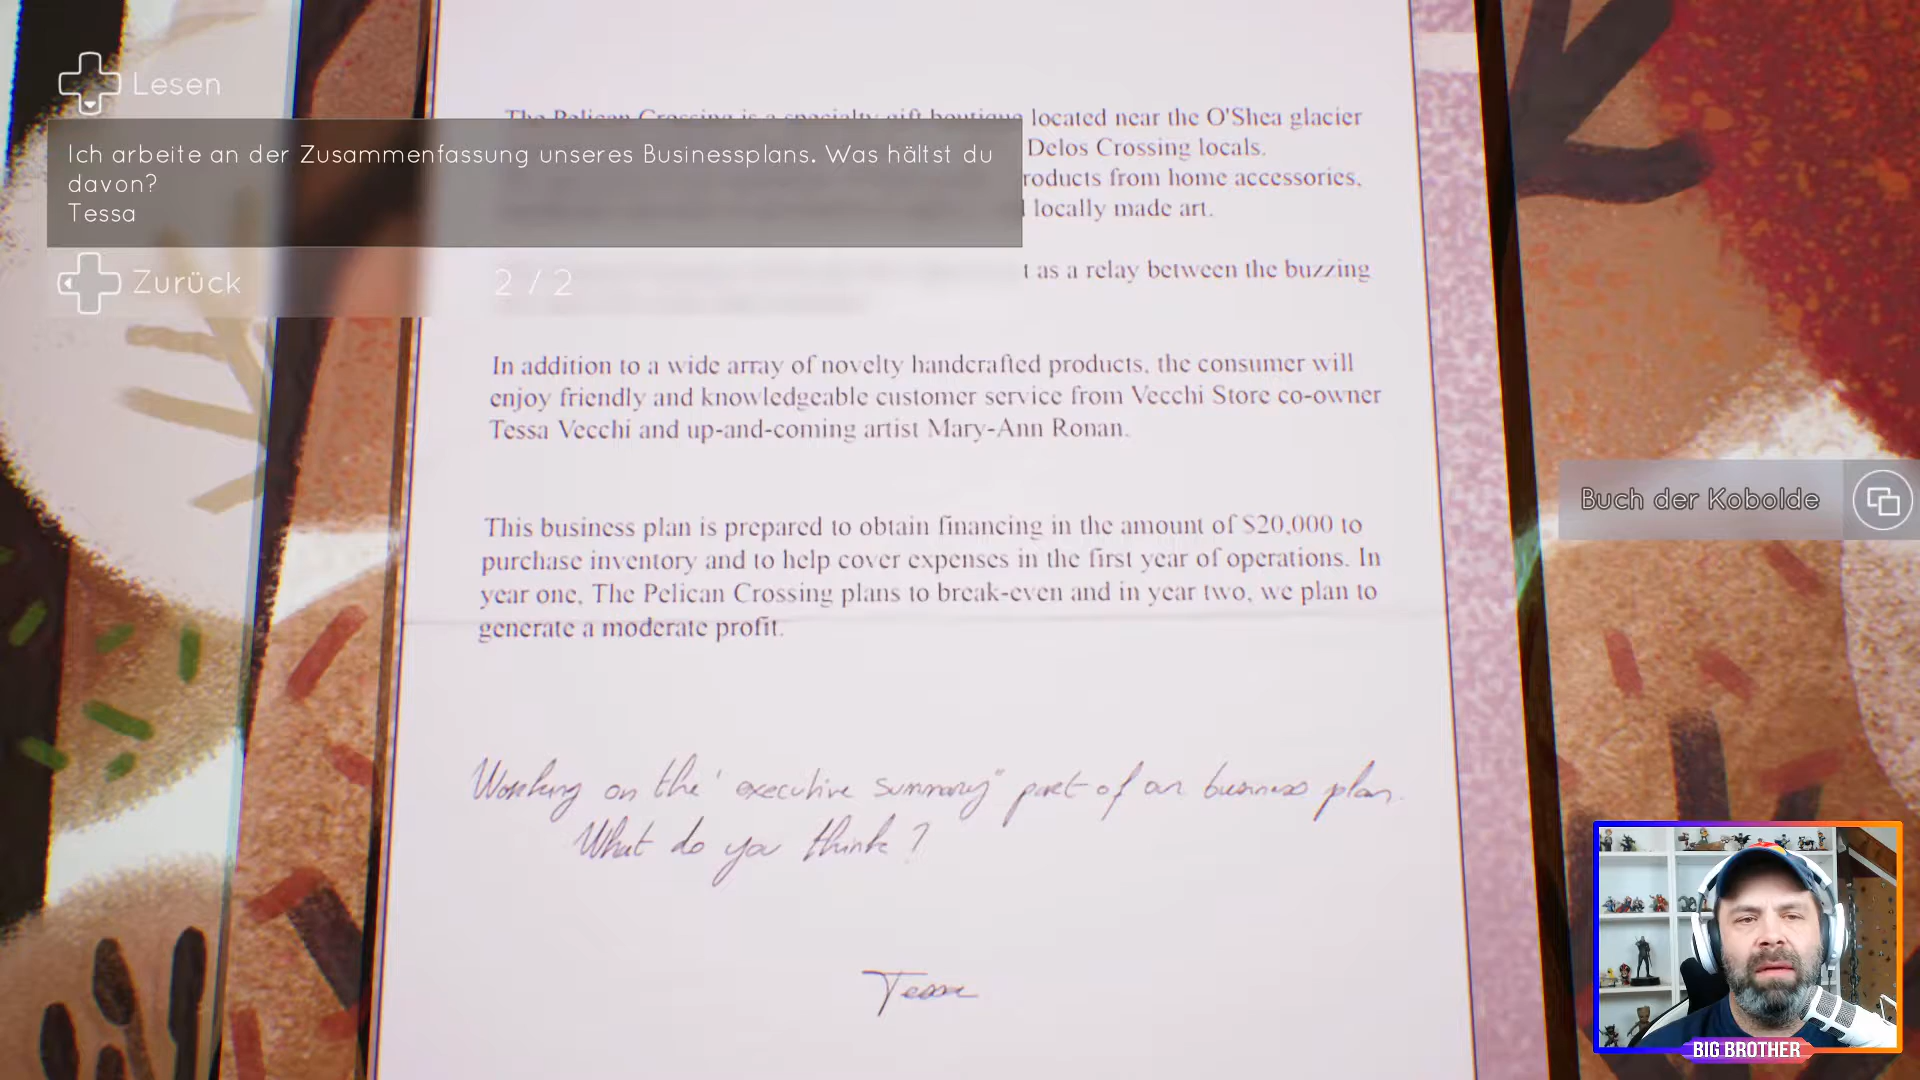 Lesen
The Pelican Crossing is a specialty gift boutique located near the O'Shea glacier
Ich arbeite an der Zusammenfassung unseres Businessplans. Was hältst du
davon?
Tessa
Delos Crossing locals.
roducts from home accessories,
locally made art.
Zurück
2 / 2
t as a relay between the buzzing
In addition to a wide array of novelty handcrafted products, the consumer will
enjoy friendly and knowledgeable customer service from Vecchi Store co-owner
Tessa Vecchi and up-and-coming artist Mary-Ann Ronan.
Buch der Kobolde
This business plan is prepared to obtain financing in the amount of $20,000 to
purchase inventory and to help cover expenses in the first year of operations. In
year one, The Pelican Crossing plans to break-even and in year two, we plan to
generate a moderate profit.
Working on the "executive summary" part of our business plan.
What do you think?
Tessa
BIG BROTHER